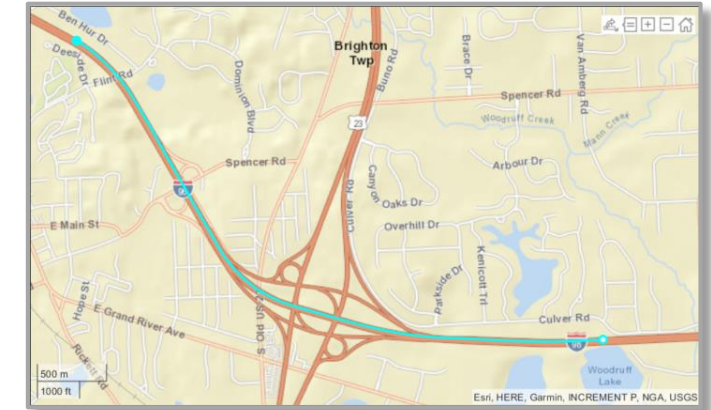 Ben Hur Dr
Deeside Dr
Flint Rd
Dominion Blvd
Brighton
Twp
Buno Rd
Brace Dr
Van Amberg Rd
Spencer Rd
Woodruff Creek
Mann Creek
23
Spencer Rd
Arbour Dr
Canyon
Oaks Dr
Culver Rd
96
E Main St
Overhill Dr
Kenicott Trl
Parkside Dr
Hope St
E Grand River Ave
S Old US 23
Culver Rd
96
Rickett Rd
Woodruff
Lake
500 m
1000 ft
Esri, HERE, Garmin, INCREMENT P, NGA, USGS